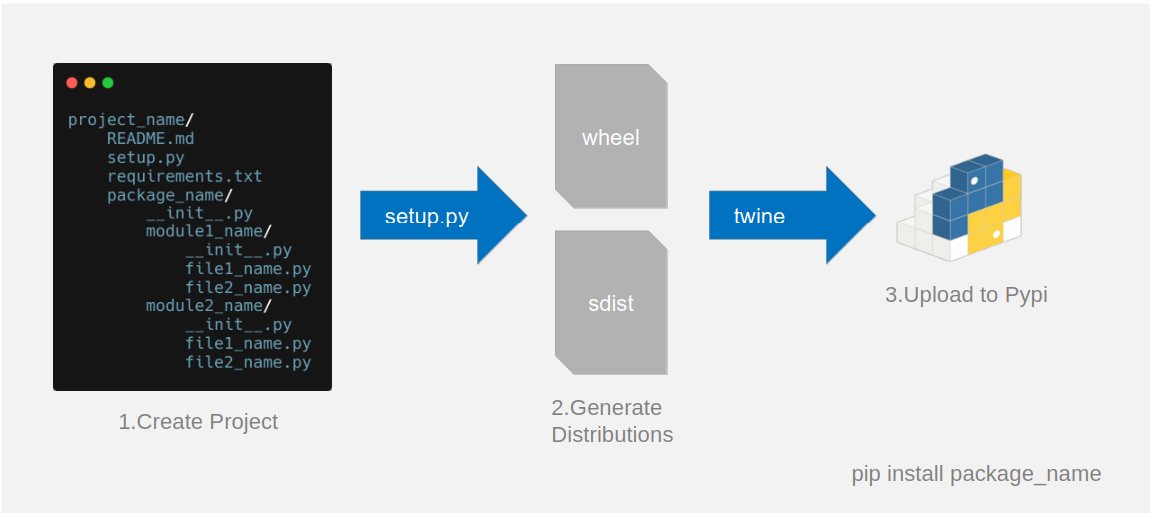 project_name/
README.md
setup.py
requirements.txt
package_name/
__init__.py
module1_name/
__init__.py
file1_name.py
file2_name.py
module2_name/
__init__.py
file1_name.py
file2_name.py
1.Create Project
setup.py
wheel
sdist
2.Generate
Distributions
twine
3.Upload to Pypi
pip install package_name